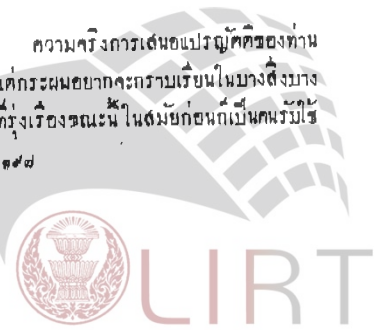 ความจริงการเสนอแปรญัตติของท่าน
แต่กระผมอยากจะกราบเรียนในบางสิ่งบาง
ที่รุ่งเรืองขณะนี้ ในสมัยก่อนก็เป็นคนรับใช้
LIRT